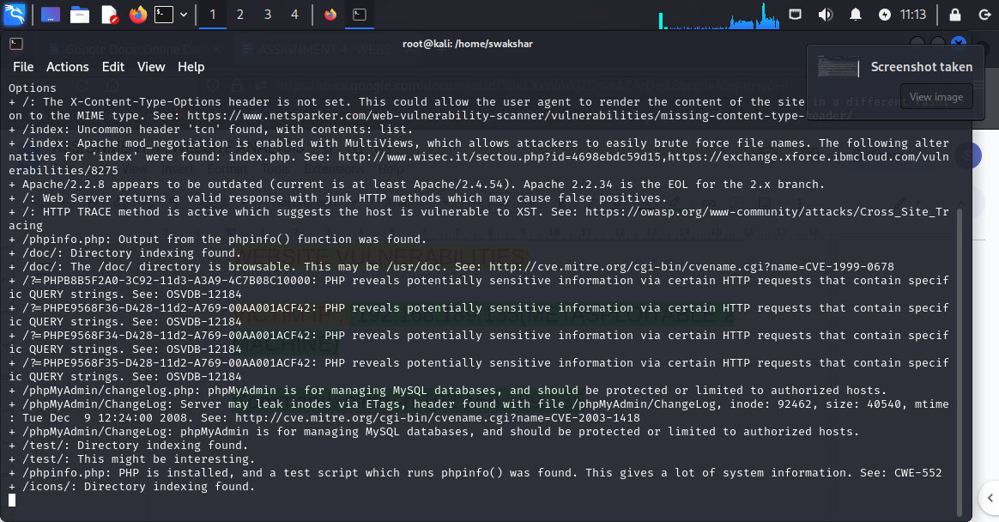 1 2 3 4 11:13
root@kali: /home/swakshar
File Actions Edit View Help
Screenshot taken
View image
Options
+ /: The X-Content-Type-Options header is not set. This could allow the user agent to render the content of the site in a different fashi
on to the MIME type. See: https://www.netsparker.com/web-vulnerability-scanner/vulnerabilities/missing-content-type-header/
+ /index: Uncommon header 'tcn' found, with contents: list.
+ /index: Apache mod_negotiation is enabled with MultiViews, which allows attackers to easily brute force file names. The following alter
natives for 'index' were found: index.php. See: http://www.wisec.it/sectou.php?id=4698ebdc59d15,https://exchange.xforce.ibmcloud.com/vuln
erabilities/8275
+ Apache/2.2.8 appears to be outdated (current is at least Apache/2.4.54). Apache 2.2.34 is the EOL for the 2.x branch.
+ /: Web Server returns a valid response with junk HTTP methods which may cause false positives.
+ /: HTTP TRACE method is active which suggests the host is vulnerable to XST. See: https://owasp.org/www-community/attacks/Cross_Site_Tr
acing
+ /phpinfo.php: Output from the phpinfo() function was found.
+ /doc/: Directory indexing found.
+ /doc/: The /doc/ directory is browsable. This may be /usr/doc. See: http://cve.mitre.org/cgi-bin/cvename.cgi?name=CVE-1999-0678
+ /?=PHPB8B5F2A0-3C92-11d3-A3A9-4C7B08C10000: PHP reveals potentially sensitive information via certain HTTP requests that contain specif
ic QUERY strings. See: OSVDB-12184
+ /?=PHPE9568F36-D428-11d2-A769-00AA001ACF42: PHP reveals potentially sensitive information via certain HTTP requests that contain specif
ic QUERY strings. See: OSVDB-12184
+ /?=PHPE9568F34-D428-11d2-A769-00AA001ACF42: PHP reveals potentially sensitive information via certain HTTP requests that contain specif
ic QUERY strings. See: OSVDB-12184
+ /?=PHPE9568F35-D428-11d2-A769-00AA001ACF42: PHP reveals potentially sensitive information via certain HTTP requests that contain specif
ic QUERY strings. See: OSVDB-12184
+ /phpMyAdmin/changelog.php: phpMyAdmin is for managing MySQL databases, and should be protected or limited to authorized hosts.
+ /phpMyAdmin/ChangeLog: Server may leak inodes via ETags, header found with file /phpMyAdmin/ChangeLog, inode: 92462, size: 40540, mtime
: Tue Dec  9 12:24:00 2008. See: http://cve.mitre.org/cgi-bin/cvename.cgi?name=CVE-2003-1418
+ /phpMyAdmin/ChangeLog: phpMyAdmin is for managing MySQL databases, and should be protected or limited to authorized hosts.
+ /test/: Directory indexing found.
+ /test/: This might be interesting.
+ /phpinfo.php: PHP is installed, and a test script which runs phpinfo() was found. This gives a lot of system information. See: CWE-552
+ /icons/: Directory indexing found.